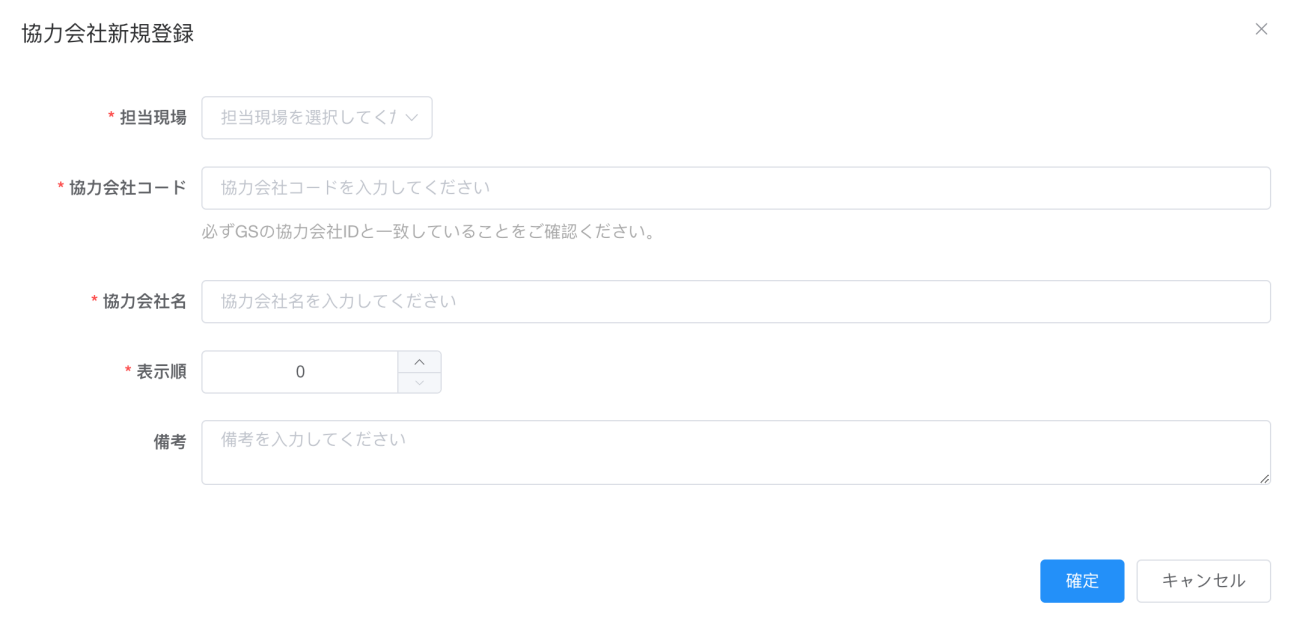 協力会社新規登録
* 担当現場 担当現場を選択してくた
* 協力会社コード 協力会社コードを入力してください
必ずGSの協力会社IDと一致していることをご確認ください。
* 協力会社名 協力会社名を入力してください
* 表示順 0
備考 備考を入力してください
確定 キャンセル